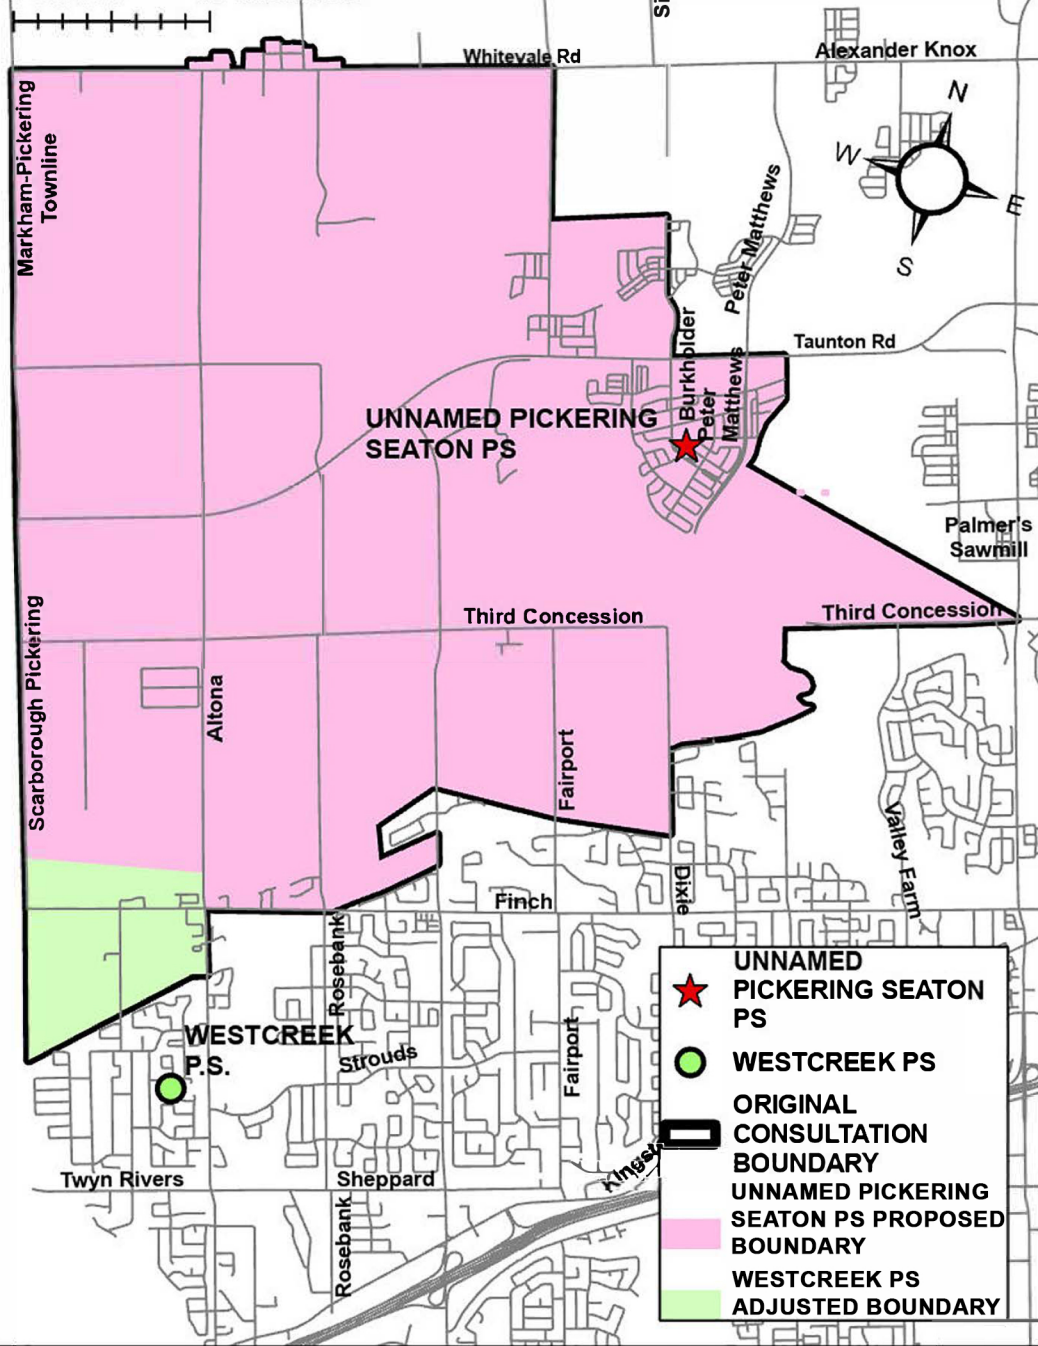 Whitevale Rd
Alexander Knox
N
W
E
S
Markham-Pickering
Townline
Peter Matthews
Taunton Rd
Burkholder
Peter
Matthews
UNNAMED PICKERING
SEATON PS
Palmer's
Sawmill
Third Concession
Third Concession
Scarborough Pickering
Altona
Fairport
Valley Farm
Dixie
Finch
Rosebank
WESTCREEK
P.S.
Strouds
Fairport
Twyn Rivers
Sheppard
Rosebank
UNNAMED
PICKERING SEATON
PS
WESTCREEK PS
ORIGINAL
CONSULTATION
BOUNDARY
UNNAMED PICKERING
SEATON PS PROPOSED
BOUNDARY
WESTCREEK PS
ADJUSTED BOUNDARY